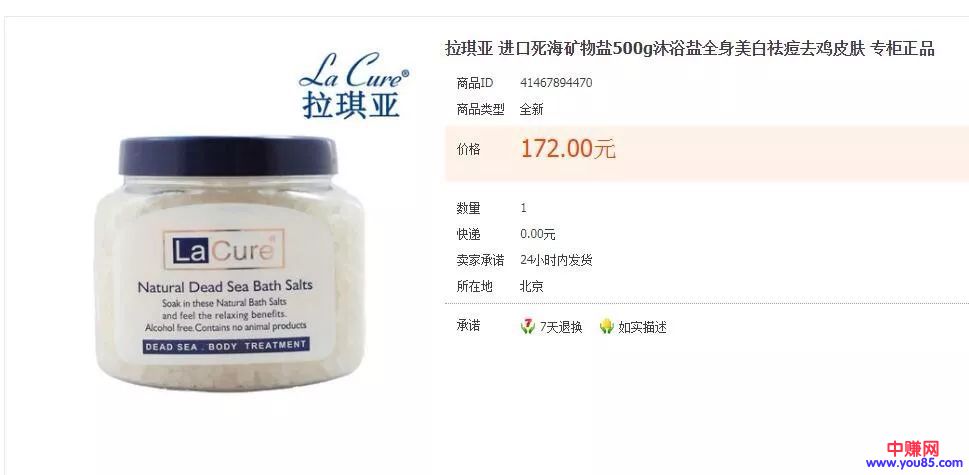 La Cure®
拉琪亚
LaCure®
Natural Dead Sea Bath Salts
Soak in these Natural Bath Salts
and feel the relaxing benefits.
Alcohol free.Contains no animal products
DEAD SEA . BODY TREATMENT
拉琪亚 进口死海矿物盐500g沐浴盐全身美白祛痘去鸡皮肤 专柜正品
商品ID 41467894470
商品类型 全新
价格 172.00元
数量 1
快递 0.00元
卖家承诺 24小时内发货
所在地 北京
承诺 7天退换 如实描述
中赚网
www.you85.com